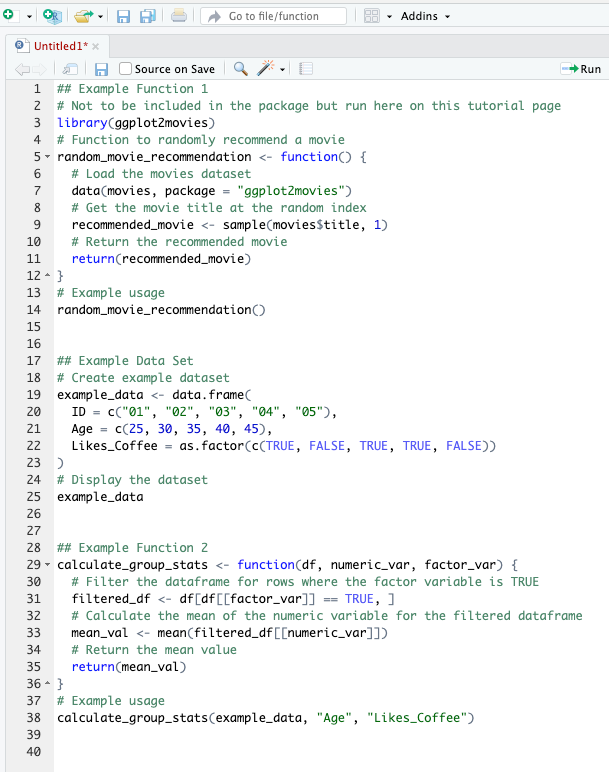 Go to file/function
Addins
Untitled1*
Source on Save
Run
1 ## Example Function 1
2 # Not to be included in the package but run here on this tutorial page
3 library(ggplot2movies)
4 # Function to randomly recommend a movie
5 random_movie_recommendation <- function() {
6   # Load the movies dataset
7   data(movies, package = "ggplot2movies")
8   # Get the movie title at the random index
9   recommended_movie <- sample(movies$title, 1)
10   # Return the recommended movie
11   return(recommended_movie)
12 }
13 # Example usage
14 random_movie_recommendation()
15
16
17 ## Example Data Set
18 # Create example dataset
19 example_data <- data.frame(
20   ID = c("01", "02", "03", "04", "05"),
21   Age = c(25, 30, 35, 40, 45),
22   Likes_Coffee = as.factor(c(TRUE, FALSE, TRUE, TRUE, FALSE))
23 )
24 # Display the dataset
25 example_data
26
27
28 ## Example Function 2
29 calculate_group_stats <- function(df, numeric_var, factor_var) {
30   # Filter the dataframe for rows where the factor variable is TRUE
31   filtered_df <- df[df[[factor_var]] == TRUE, ]
32   # Calculate the mean of the numeric variable for the filtered dataframe
33   mean_val <- mean(filtered_df[[numeric_var]])
34   # Return the mean value
35   return(mean_val)
36 }
37 # Example usage
38 calculate_group_stats(example_data, "Age", "Likes_Coffee")
39
40